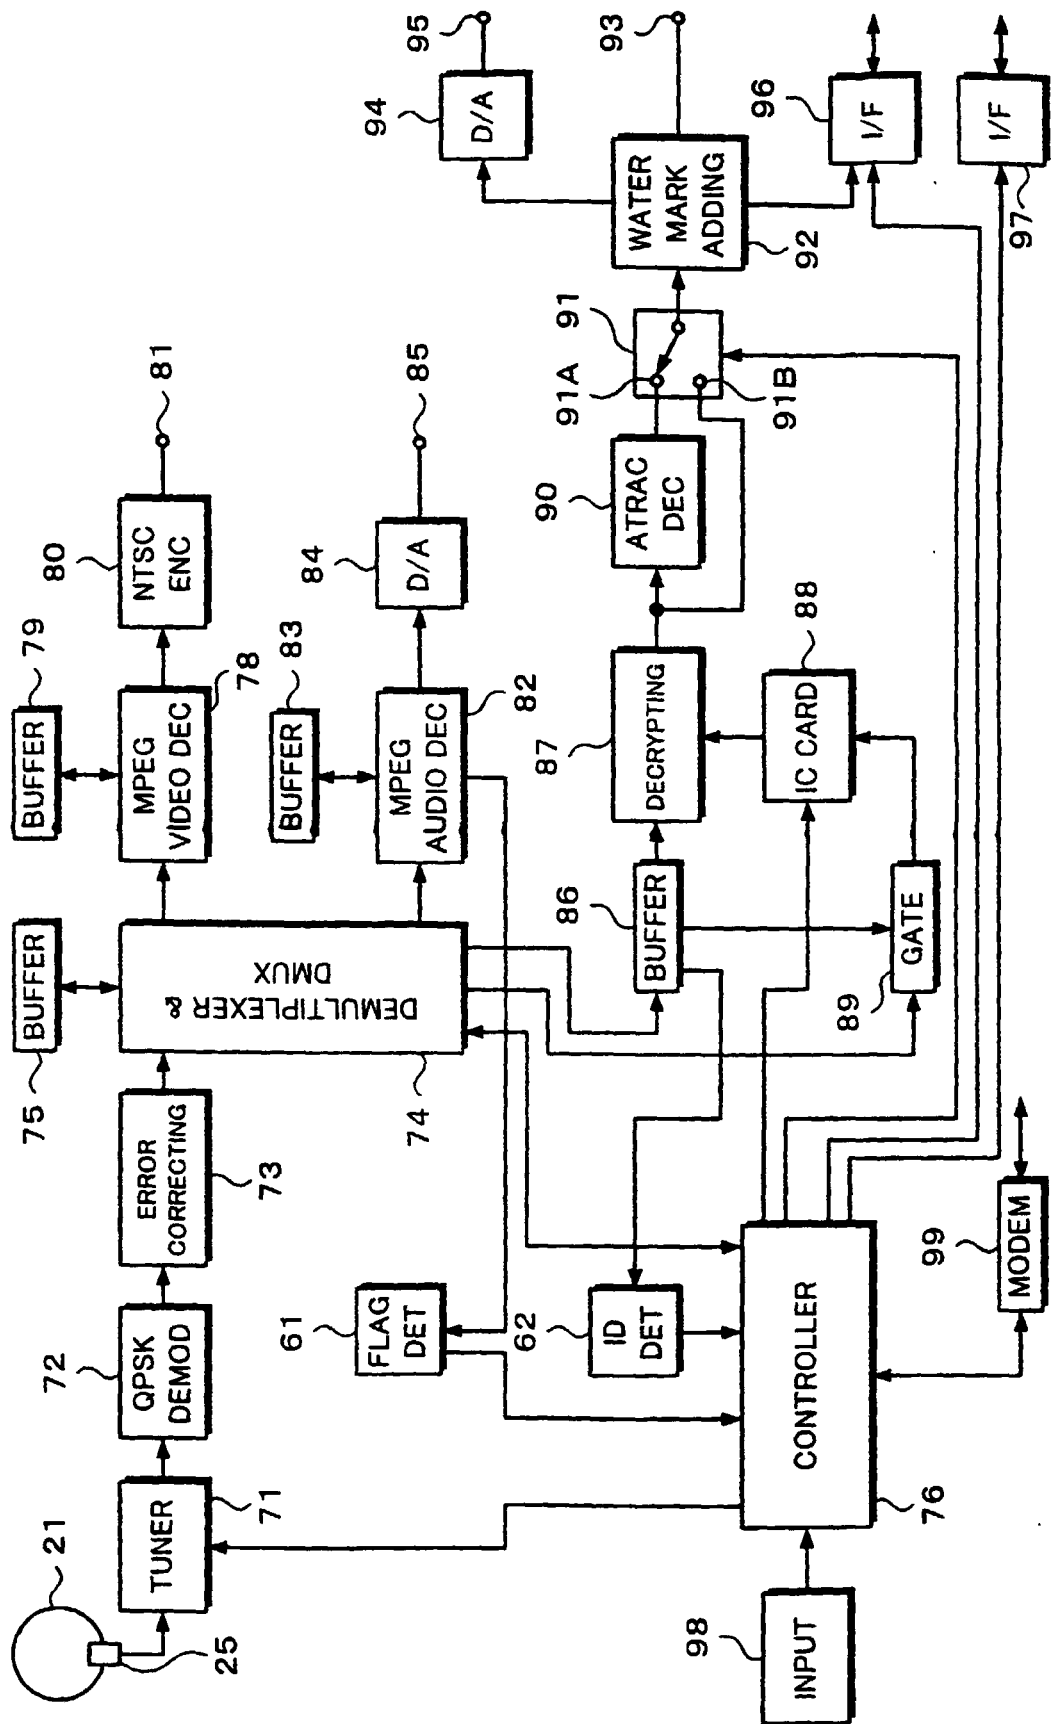 21
25
TUNER
71
QPSK
DEMOD
72
ERROR
CORRECTING
73
BUFFER
75
DEMULTIPLEXER &
DMUX
74
BUFFER
79
MPEG
VIDEO DEC
78
NTSC
ENC
80
81
BUFFER
83
MPEG
AUDIO DEC
82
D/A
84
85
FLAG
DET
61
ID
DET
62
BUFFER
86
DECRYPTING
87
IC CARD
88
GATE
89
ATRAC
DEC
90
91
91A
91B
WATER
MARK
ADDING
92
93
D/A
94
95
I/F
96
I/F
97
INPUT
98
CONTROLLER
76
MODEM
99